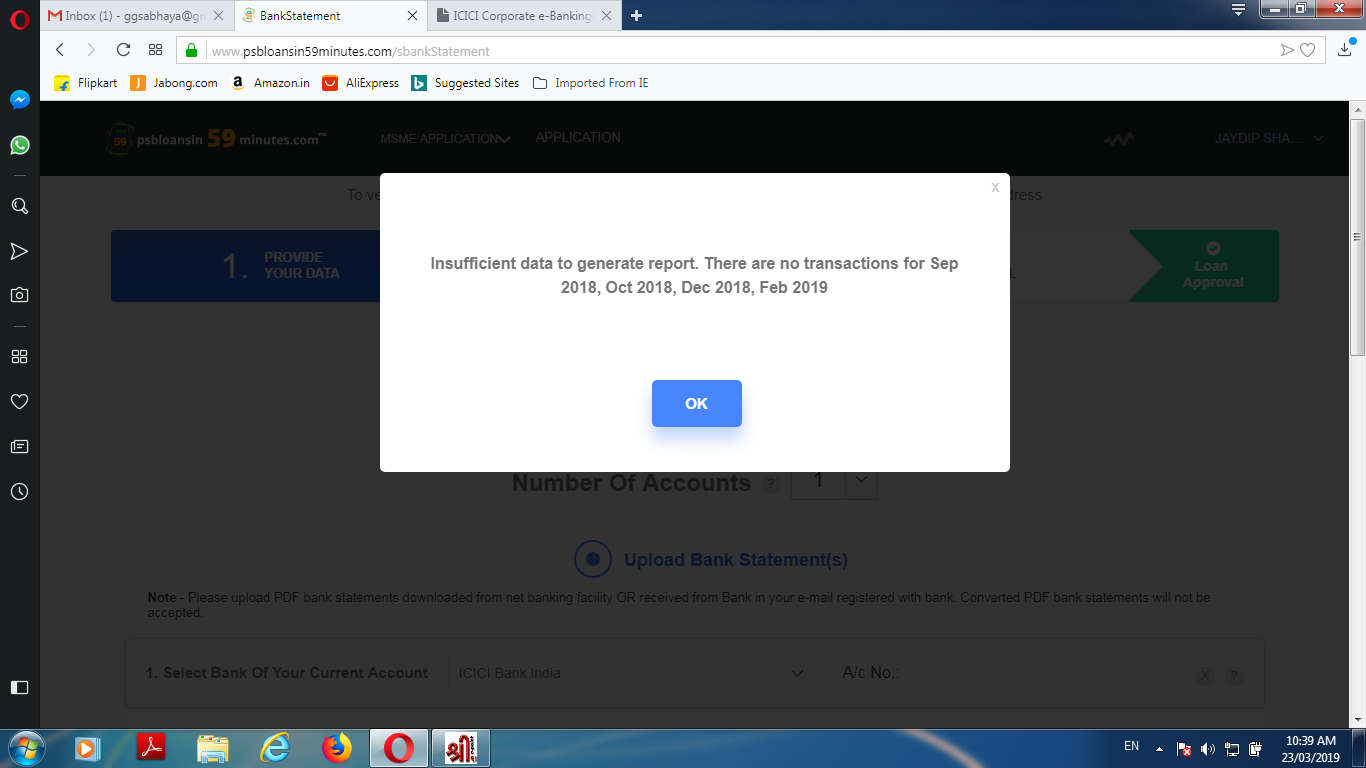 Inbox (1) - ggsabhaya@gm
BankStatement
ICICI Corporate e-Banking
www.psbloansin59minutes.com/sbankStatement
Flipkart
Jabong.com
Amazon.in
AliExpress
Suggested Sites
Imported From IE
59 psbloansin 59 minutes.com™
MSME APPLICATION
APPLICATION
JAYDIP SHA...
To ve
dress
X
1. PROVIDE
YOUR DATA
Loan
Approval
Insufficient data to generate report. There are no transactions for Sep
2018, Oct 2018, Dec 2018, Feb 2019
OK
Number Of Accounts ? 1
Upload Bank Statement(s)
Note - Please upload PDF bank statements downloaded from net banking facility OR received from Bank in your e-mail registered with bank. Converted PDF bank statements will not be
accepted.
1. Select Bank Of Your Current Account
ICICI Bank India
A/c No.:
X ?
श्री
EN
10:39 AM
23/03/2019